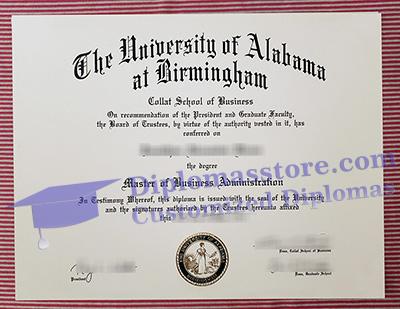 The University of Alabama
at Birmingham
Collat School of Business
On recommendation of the President and Graduate Faculty,
the Board of Trustees, by virtue of the authority vested in it, has
conferred on
the degree
Diplomasstore.com
Master of Business Administration
Customized Diplomas
In Testimony Whereof, this diploma is issued with the seal of the University
and the signatures authorized by the Trustees hereunto affixed
this
President
Dean, Collat School of Business
Dean, Graduate School